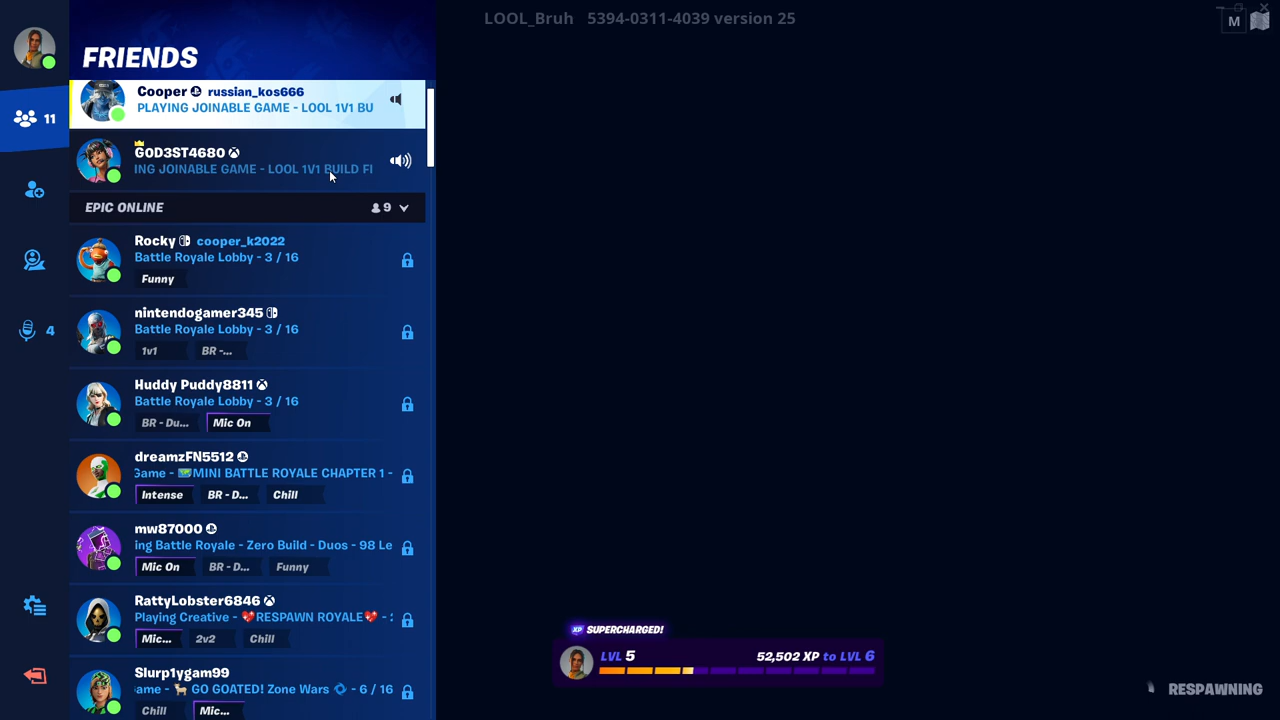 LOOL_Bruh 5394-0311-4039 version 25
M
FRIENDS
11
Cooper russian_kos666
PLAYING JOINABLE GAME - LOOL 1V1 BU
G0D3ST4680
ING JOINABLE GAME - LOOL 1V1 BUILD FI
EPIC ONLINE 9
Rocky cooper_k2022
Battle Royale Lobby - 3 / 16
Funny
nintendogamer345
Battle Royale Lobby - 3 / 16
1v1 BR -...
4
Huddy Puddy8811
Battle Royale Lobby - 3 / 16
BR - Du... Mic On
dreamzFN5512
Game - 🗺️MINI BATTLE ROYALE CHAPTER 1 -
Intense BR - D... Chill
mw87000
ing Battle Royale - Zero Build - Duos - 98 Le
Mic On BR - D... Funny
RattyLobster6846
Playing Creative - 💖RESPAWN ROYALE💖 -
Mic... 2v2 Chill
Slurp1ygam99
ame - 🐐 GO GOATED! Zone Wars 💠 - 6 / 16
Chill Mic...
XP SUPERCHARGED!
LVL 5 52,502 XP to LVL 6
RESPAWNING